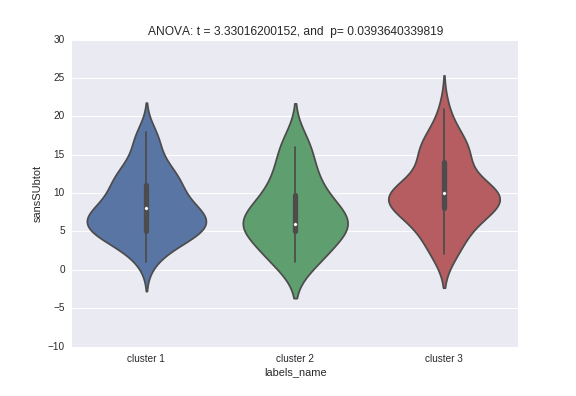 ANOVA: t = 3.33016200152, and  p= 0.0393640339819
30
25
20
15
10
5
0
−5
−10
sansSUbtot
cluster 1
cluster 2
cluster 3
labels_name